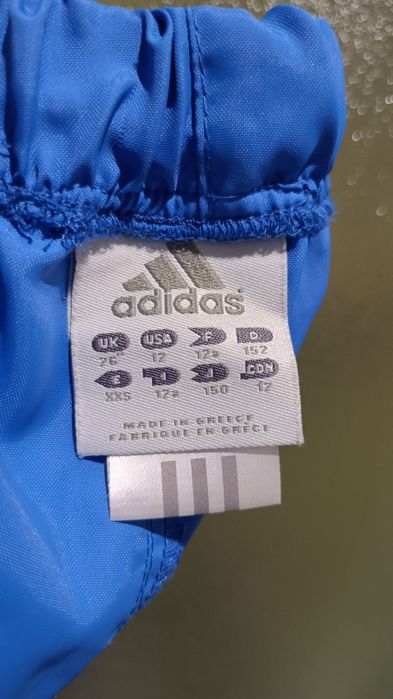 adidas
UK USA F D
26" 12 12a 152
E I J CDN
XXS 12a 150 12
MADE IN GREECE
FABRIQUE EN GRECE